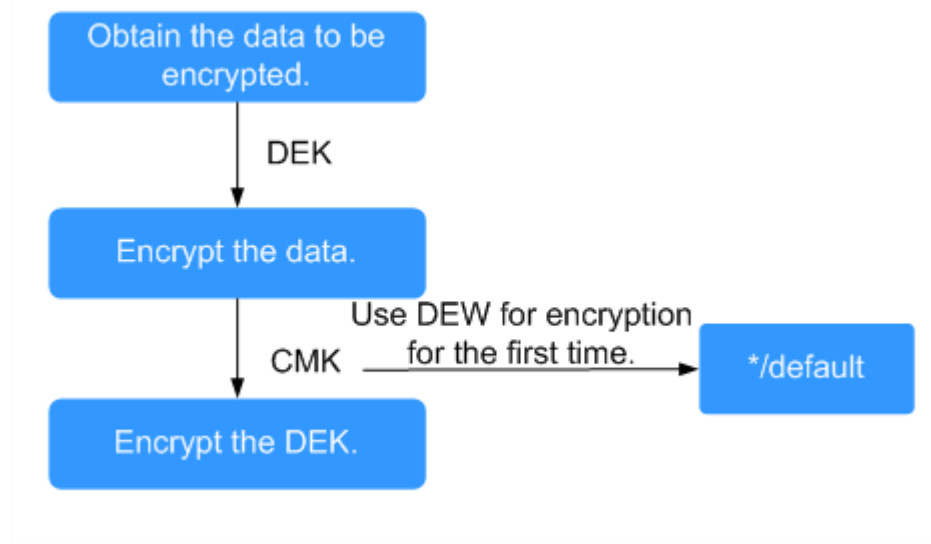 Obtain the data to be
encrypted.
DEK
Encrypt the data.
Use DEW for encryption
for the first time.
CMK
*/default
Encrypt the DEK.